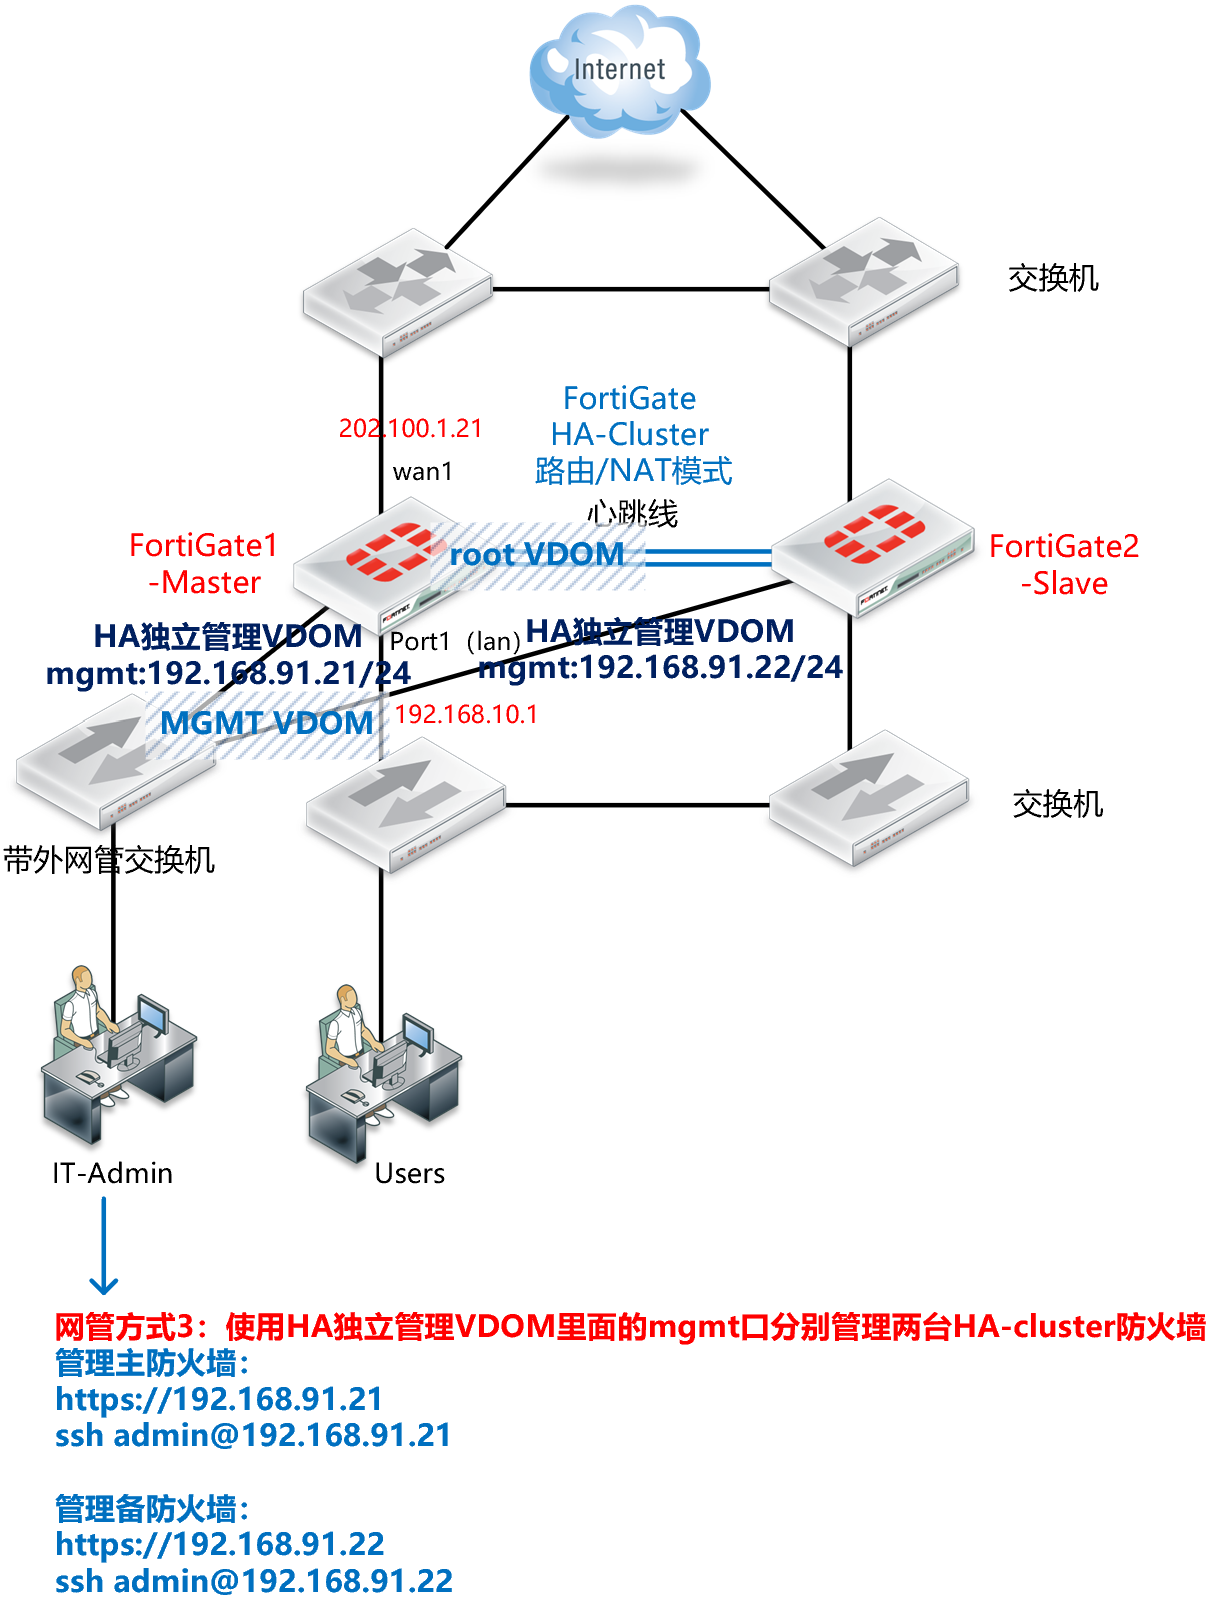 Internet
交换机
FortiGate
HA-Cluster
路由/NAT模式
202.100.1.21
wan1
心跳线
FortiGate1
-Master
root VDOM
FortiGate2
-Slave
FORTINET
FORTINET
HA独立管理VDOM
mgmt:192.168.91.21/24
Port1（lan）
HA独立管理VDOM
mgmt:192.168.91.22/24
MGMT VDOM
192.168.10.1
交换机
带外网管交换机
IT-Admin
Users
网管方式3：使用HA独立管理VDOM里面的mgmt口分别管理两台HA-cluster防火墙
管理主防火墙：
https://192.168.91.21
ssh admin@192.168.91.21
管理备防火墙：
https://192.168.91.22
ssh admin@192.168.91.22